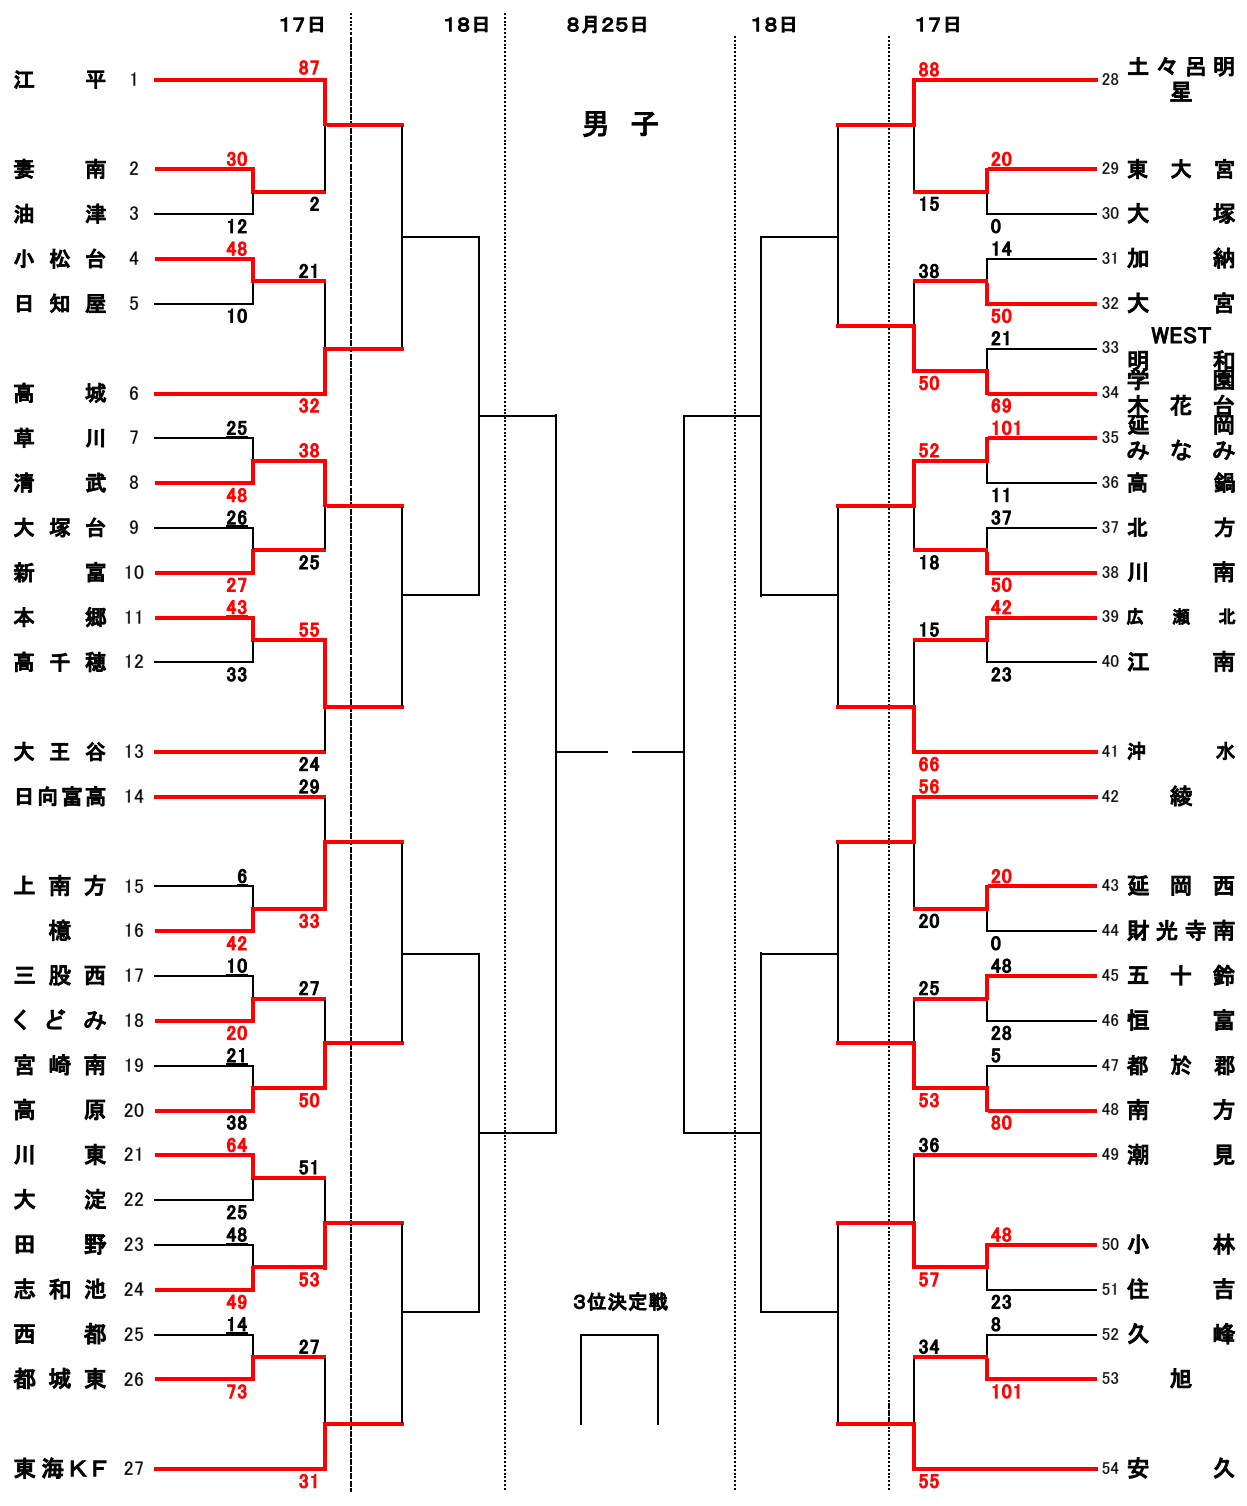 17日 18日 8月25日 18日 17日
男子
江平 1
87
妻南 2
30
油津 3
12
2
小松台 4
48
21
日知屋 5
10
高城 6
32
草川 7
25
38
清武 8
48
大塚台 9
26
25
新富 10
27
本郷 11
43
55
高千穂 12
33
大王谷 13
24
日向富高 14
29
上南方 15
6
33
檍 16
42
三股西 17
10
27
くどみ 18
20
宮崎南 19
21
50
高原 20
38
川東 21
64
51
大淀 22
25
田野 23
48
53
志和池 24
49
西都 25
14
27
都城東 26
73
東海KF 27
31
88
28 土々呂明星
20
29 東大宮
15
30 大塚
0
14
31 加納
38
32 大宮
50
21
33 WEST
明和
50
34 学園
木花台
69
101
35 延岡
みなみ
52
36 高鍋
11
37
37 北方
18
38 川南
50
42
39 広瀬北
15
40 江南
23
41 沖水
66
56
42 綾
20
43 延岡西
20
44 財光寺南
0
48
45 五十鈴
25
46 恒富
28
5
47 都於郡
53
48 南方
80
36
49 潮見
48
50 小林
57
51 住吉
23
8
52 久峰
34
53 旭
101
54 安久
55
3位決定戦